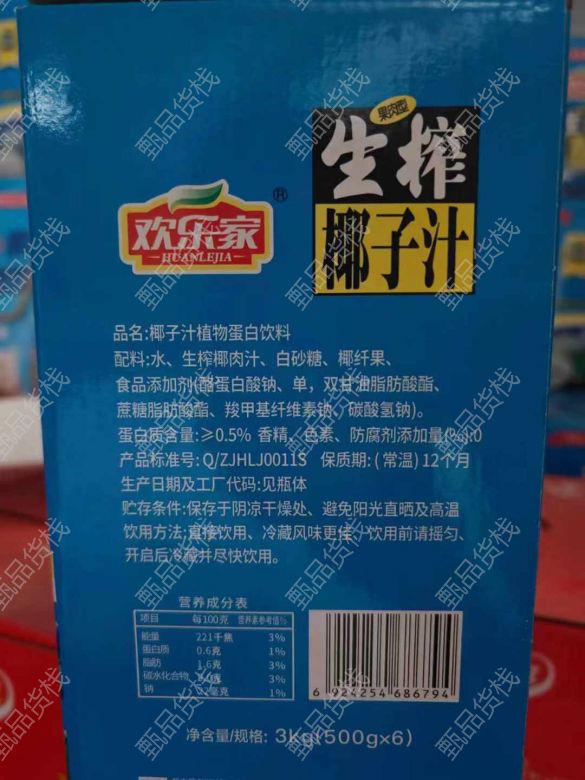 果肉型
生榨
椰子汁
欢乐家
HUANLEJIA
品名:椰子汁植物蛋白饮料
配料:水、生榨椰肉汁、白砂糖、椰纤果、
食品添加剂(酪蛋白酸钠、单，双甘油脂肪酸酯、
蔗糖脂肪酸酯、羧甲基纤维素钠、碳酸氢钠)。
蛋白质含量:≥0.5% 香精、色素、防腐剂添加量(%):0
产品标准号: Q/ZJHLJ0011S 保质期:(常温)12个月
生产日期及工厂代码:见瓶体
贮存条件:保存于阴凉干燥处、避免阳光直晒及高温
饮用方法:直接饮用、冷藏风味更佳、饮用前请摇匀、
开启后冷藏并尽快饮用。
营养成分表
项目 每100克 营养素参考值%
能量 221千焦 3%
蛋白质 0.6克 1%
脂肪 1.6克 3%
碳水化合物 3%
钠 1%
6 924254 686794
净含量/规格: 3kg(500g×6)
甄品货栈